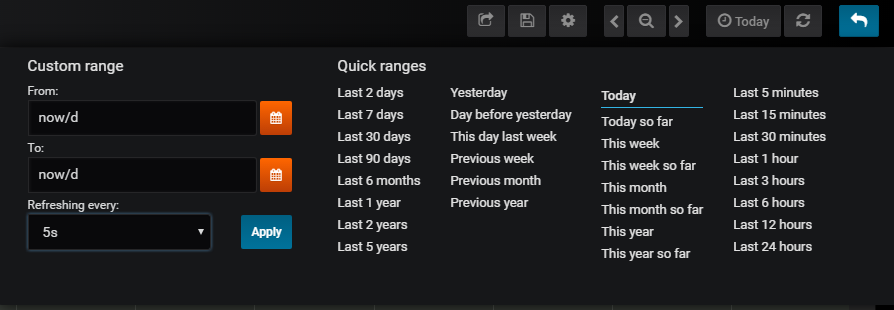 Today
Custom range
From:
now/d
To:
now/d
Refreshing every:
5s
Apply
Quick ranges
Last 2 days
Last 7 days
Last 30 days
Last 90 days
Last 6 months
Last 1 year
Last 2 years
Last 5 years
Yesterday
Day before yesterday
This day last week
Previous week
Previous month
Previous year
Today
Today so far
This week
This week so far
This month
This month so far
This year
This year so far
Last 5 minutes
Last 15 minutes
Last 30 minutes
Last 1 hour
Last 3 hours
Last 6 hours
Last 12 hours
Last 24 hours